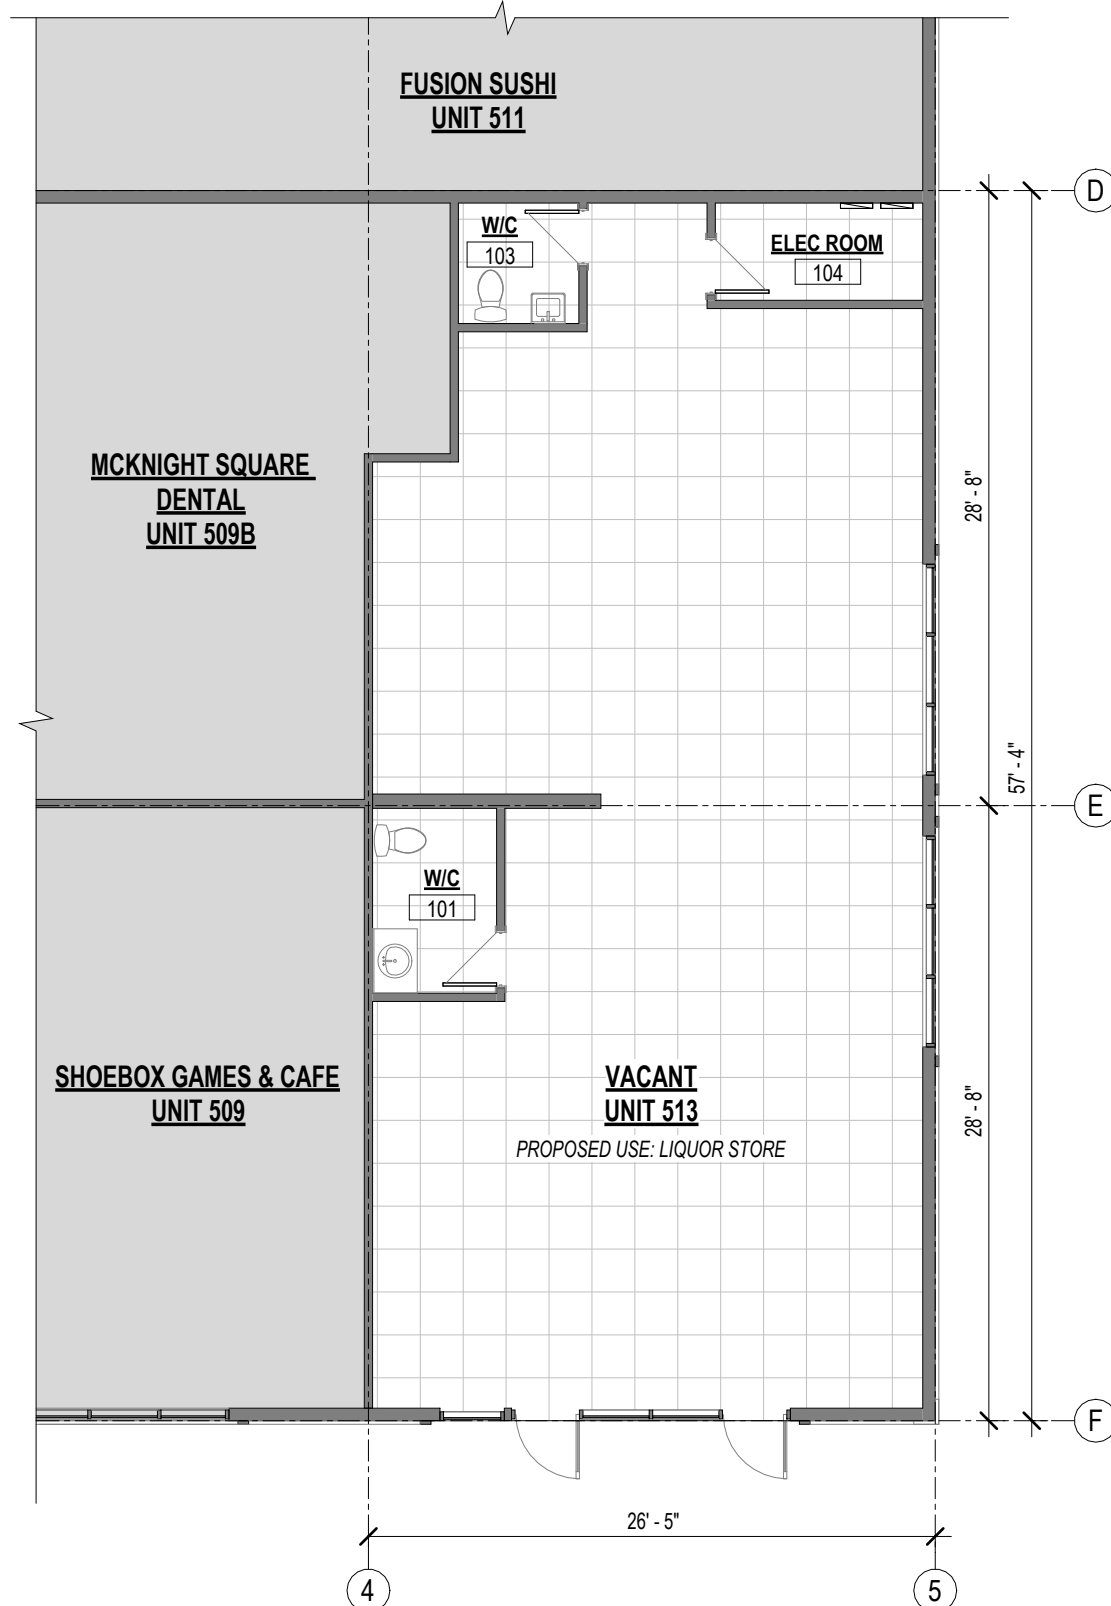 FUSION SUSHI
UNIT 511
D
W/C
103
ELEC ROOM
104
MCKNIGHT SQUARE
DENTAL
UNIT 509B
28' - 8"
57' - 4"
E
W/C
101
SHOEBOX GAMES & CAFE
UNIT 509
VACANT
UNIT 513
PROPOSED USE: LIQUOR STORE
28' - 8"
F
26' - 5"
4
5